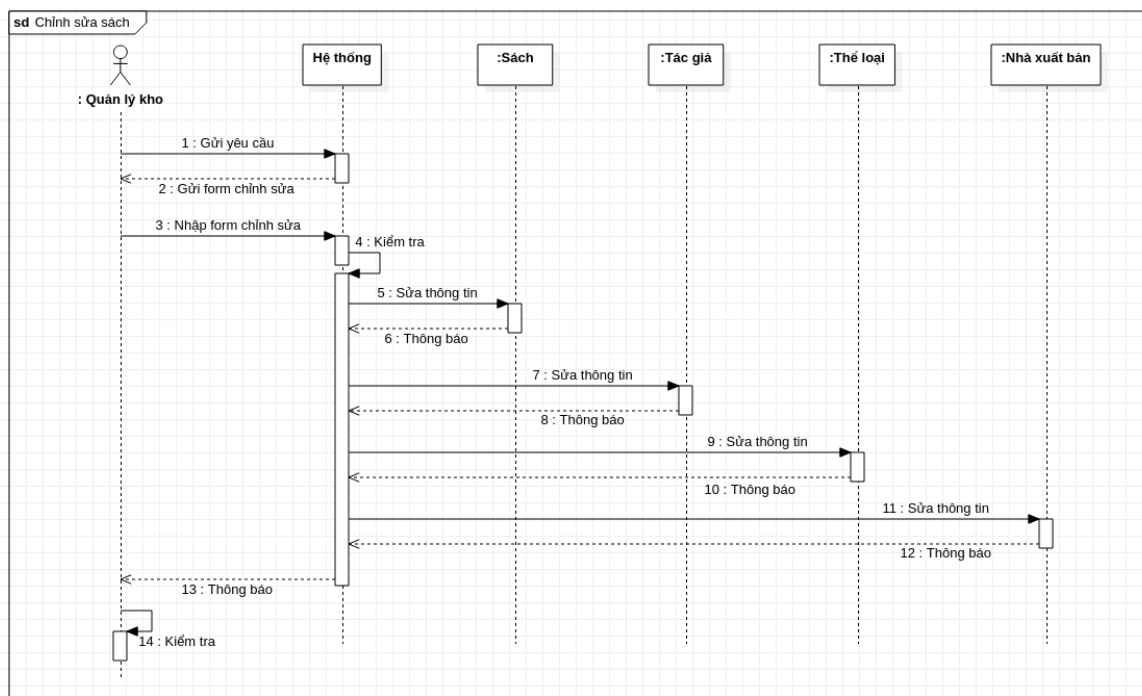 sd Chỉnh sửa sách
Hệ thống
:Sách
:Tác giả
:Thể loại
:Nhà xuất bản
: Quản lý kho
1 : Gửi yêu cầu
2 : Gửi form chỉnh sửa
3 : Nhập form chỉnh sửa
4 : Kiểm tra
5 : Sửa thông tin
6 : Thông báo
7 : Sửa thông tin
8 : Thông báo
9 : Sửa thông tin
10 : Thông báo
11 : Sửa thông tin
12 : Thông báo
13 : Thông báo
14 : Kiểm tra